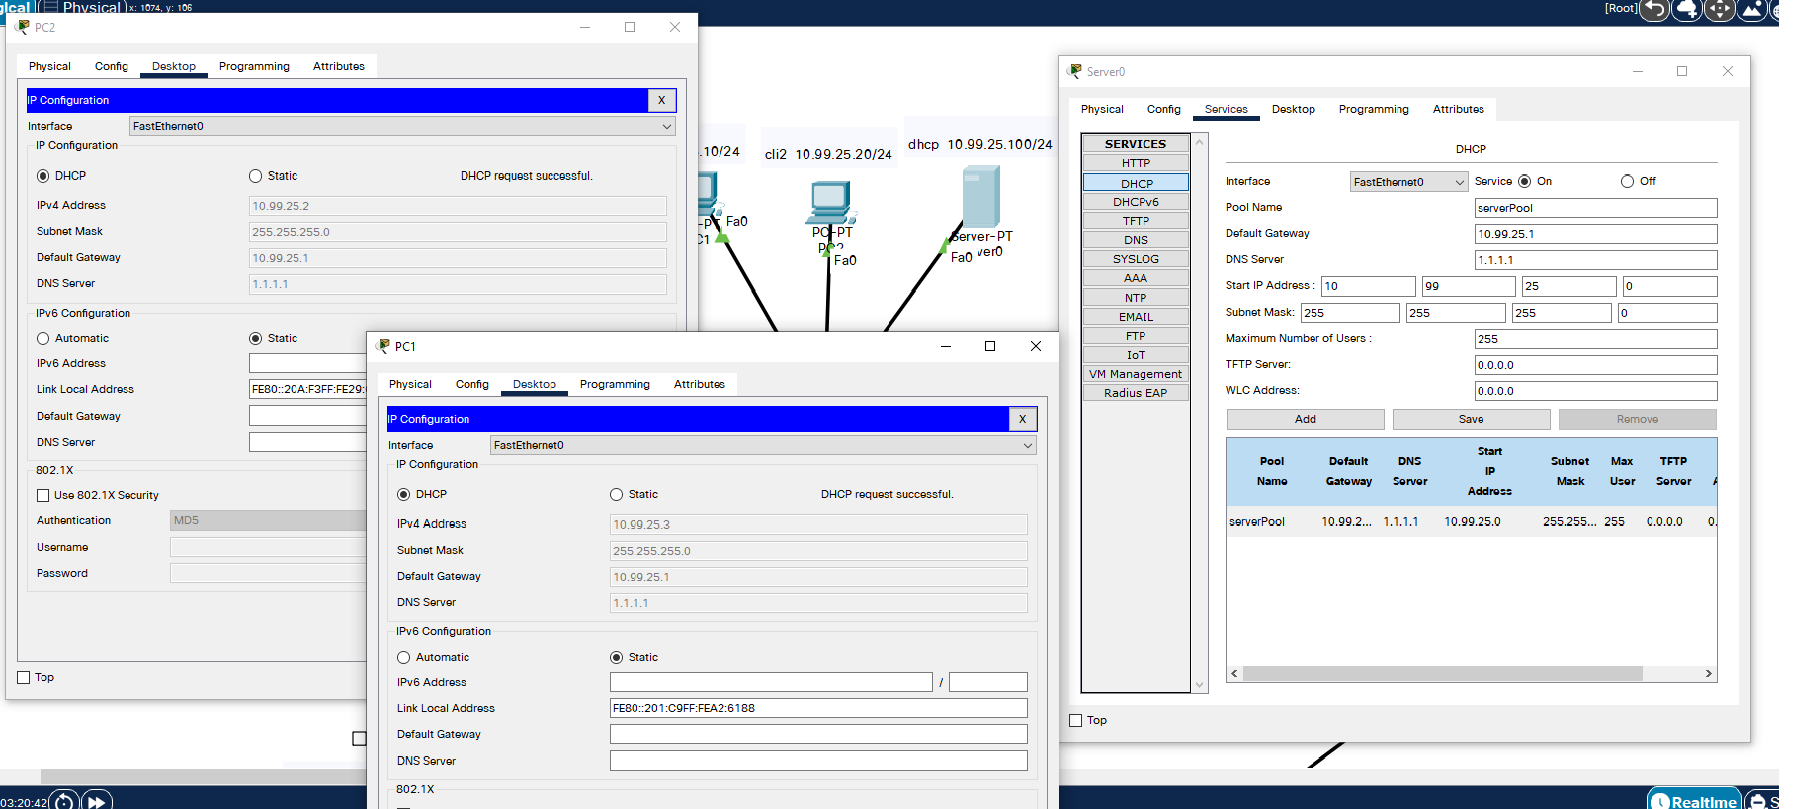 gical Physical x: 1074, y: 106
[Root]
PC2
Physical Config Desktop Programming Attributes
IP Configuration X
Interface FastEthernet0
IP Configuration
DHCP Static DHCP request successful.
IPv4 Address 10.99.25.2
Subnet Mask 255.255.255.0
Default Gateway 10.99.25.1
DNS Server 1.1.1.1
IPv6 Configuration
Automatic Static
IPv6 Address
Link Local Address FE80::20A:F3FF:FE29:
Default Gateway
DNS Server
802.1X
Use 802.1X Security
Authentication MD5
Username
Password
Top
.10/24
cli2 10.99.25.20/24
dhcp 10.99.25.100/24
-PT Fa0
C1
PC-PT
PC2
Fa0
Server-PT
Fa0 ver0
PC1
Physical Config Desktop Programming Attributes
IP Configuration X
Interface FastEthernet0
IP Configuration
DHCP Static DHCP request successful.
IPv4 Address 10.99.25.3
Subnet Mask 255.255.255.0
Default Gateway 10.99.25.1
DNS Server 1.1.1.1
IPv6 Configuration
Automatic Static
IPv6 Address /
Link Local Address FE80::201:C9FF:FEA2:6188
Default Gateway
DNS Server
802.1X
Server0
Physical Config Services Desktop Programming Attributes
SERVICES
HTTP
DHCP
DHCPv6
TFTP
DNS
SYSLOG
AAA
NTP
EMAIL
FTP
IoT
VM Management
Radius EAP
DHCP
Interface FastEthernet0 Service On Off
Pool Name serverPool
Default Gateway 10.99.25.1
DNS Server 1.1.1.1
Start IP Address : 10 99 25 0
Subnet Mask: 255 255 255 0
Maximum Number of Users : 255
TFTP Server: 0.0.0.0
WLC Address: 0.0.0.0
Add Save Remove
Pool Name Default Gateway DNS Server Start IP Address Subnet Mask Max User TFTP Server
serverPool 10.99.2... 1.1.1.1 10.99.25.0 255.255... 255 0.0.0.0 0.
Top
03:20:42
Realtime S